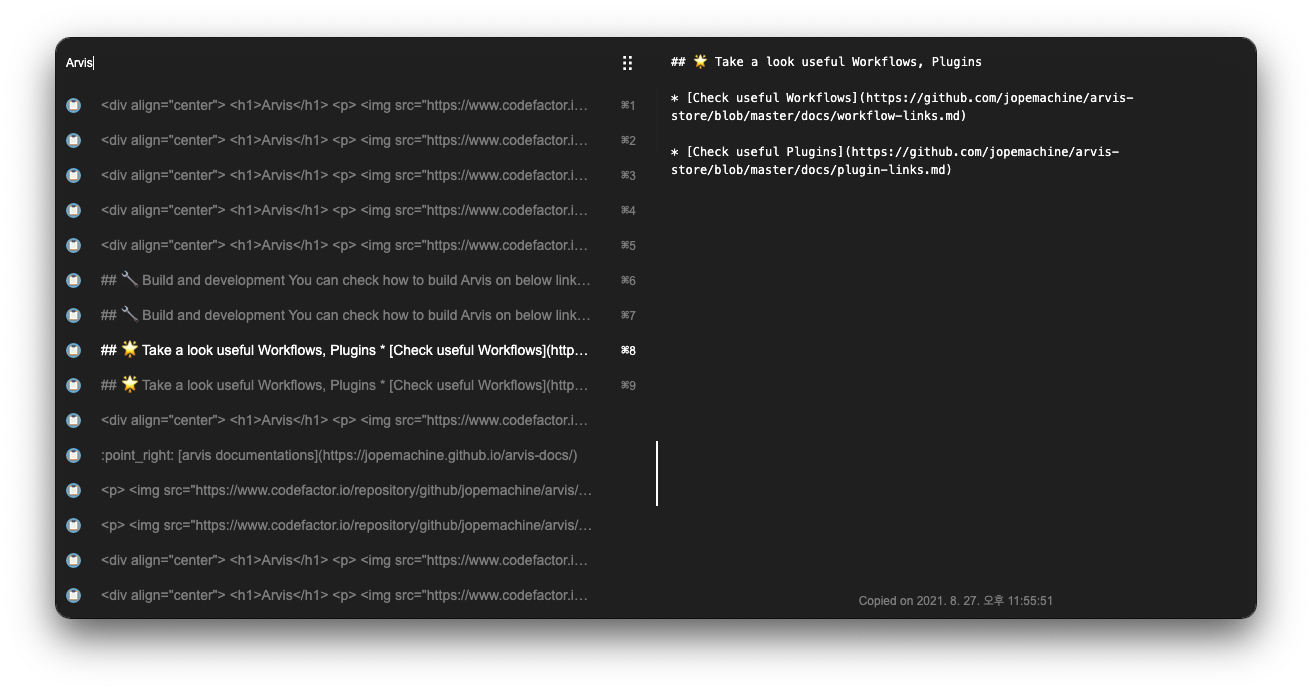 Arvis
<div align="center"> <h1>Arvis</h1> <p> <img src="https://www.codefactor.i… ⌘1
<div align="center"> <h1>Arvis</h1> <p> <img src="https://www.codefactor.i… ⌘2
<div align="center"> <h1>Arvis</h1> <p> <img src="https://www.codefactor.i… ⌘3
<div align="center"> <h1>Arvis</h1> <p> <img src="https://www.codefactor.i… ⌘4
<div align="center"> <h1>Arvis</h1> <p> <img src="https://www.codefactor.i… ⌘5
## 🔧 Build and development You can check how to build Arvis on below link… ⌘6
## 🔧 Build and development You can check how to build Arvis on below link… ⌘7
## 🌟 Take a look useful Workflows, Plugins * [Check useful Workflows](http… ⌘8
## 🌟 Take a look useful Workflows, Plugins * [Check useful Workflows](http… ⌘9
<div align="center"> <h1>Arvis</h1> <p> <img src="https://www.codefactor.i…
:point_right: [arvis documentations](https://jopemachine.github.io/arvis-docs/)
<p> <img src="https://www.codefactor.io/repository/github/jopemachine/arvis/…
<p> <img src="https://www.codefactor.io/repository/github/jopemachine/arvis/…
<div align="center"> <h1>Arvis</h1> <p> <img src="https://www.codefactor.i…
<div align="center"> <h1>Arvis</h1> <p> <img src="https://www.codefactor.i…
## 🌟 Take a look useful Workflows, Plugins
* [Check useful Workflows](https://github.com/jopemachine/arvis-
store/blob/master/docs/workflow-links.md)
* [Check useful Plugins](https://github.com/jopemachine/arvis-
store/blob/master/docs/plugin-links.md)
Copied on 2021. 8. 27. 오후 11:55:51